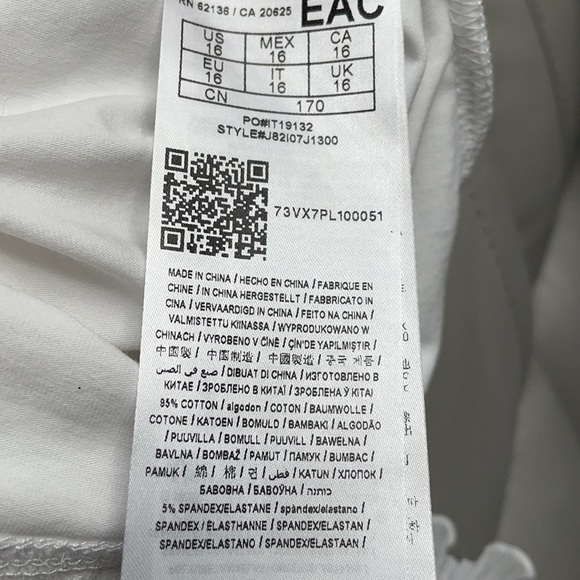 RN 62136 / CA 20625 EAC
US 16 MEX 16 CA 16
EU 16 IT 16 UK 16
CN 170
PO#IT19132
STYLE#J82I07J1300
73VX7PL100051
MADE IN CHINA / HECHO EN CHINA / FABRIQUE EN
CHINE / IN CHINA HERGESTELLT / FABBRICATO IN
CINA / VERVAARDIGD IN CHINA / FEITO NA CHINA /
VALMISTETTU KIINASSA / WYPRODUKOWANO W
CHINACH / VYROBENO V ČÍNĚ / ÇİN'DE YAPILMIŞTIR /
中国製 / 中国制造 / 中國製造 / 중국 제품 /
صنع في الصين / DIBUAT DI CHINA / ИЗГОТОВЛЕНО В
КИТАЕ / ЗРОБЛЕНО В КИТАЇ / ЗРОБЛЕНА Ў КІТАІ
95% COTTON / algodon / COTON / BAUMWOLLE /
COTONE / KATOEN / BOMULD / BAMBAKI / ALGODÃO
/ PUUVILLA / BOMULL / PUUVILL / BAWEŁNA /
BAVLNA / BOMBAŽ / PAMUT / ПАМУК / BUMBAC /
PAMUK / 綿 / 棉 / 면 / قطن / KATUN / ХЛОПОК /
БАВОВНА / БАВОЎНА / כותנה /
5% SPANDEX/ELASTANE / spándex/elastano /
SPANDEX / ÉLASTHANNE / SPANDEX/ELASTAN /
SPANDEX/ELASTANO / SPANDEX/ELASTAAN /